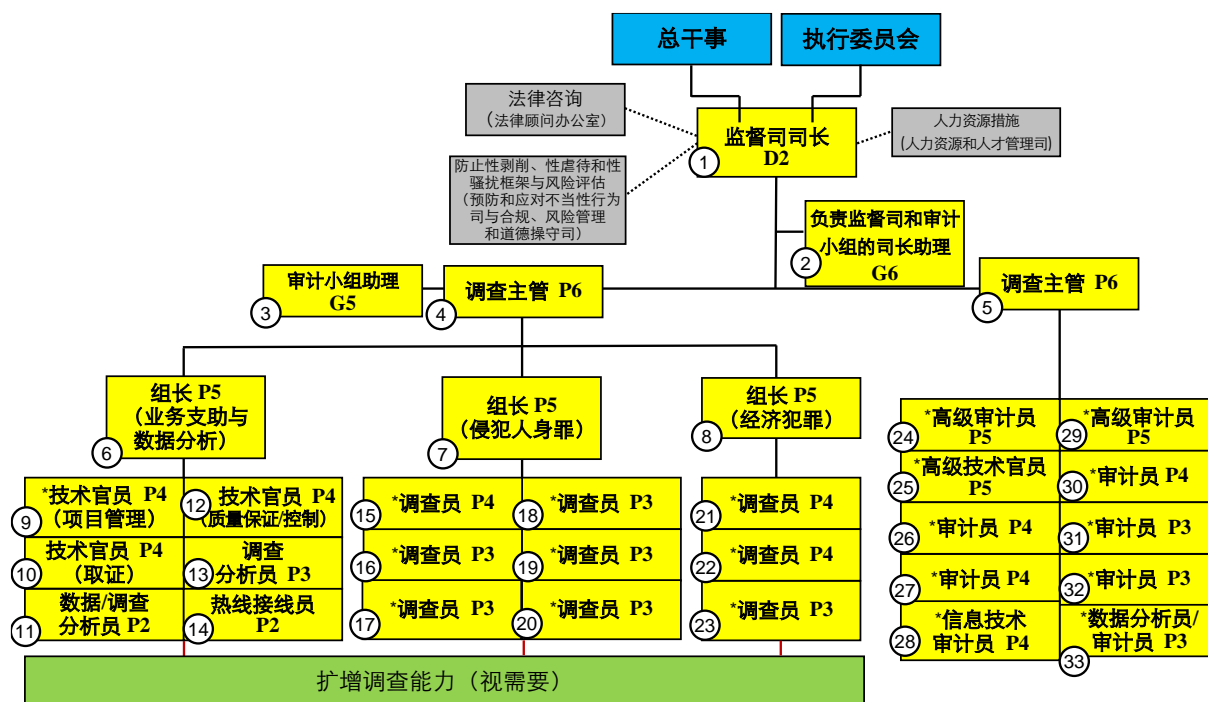 总干事
执行委员会
法律咨询
（法律顾问办公室）
监督司司长
D2
1
人力资源措施
(人力资源和人才管理司)
防止性剥削、性虐待和性
骚扰框架与风险评估
（预防和应对不当性行为
司与合规、风险管理
和道德操守司）
负责监督司和审计
小组的司长助理
G6
2
审计小组助理
G5
3
调查主管 P6
4
调查主管 P6
5
组长 P5
（业务支助与
数据分析）
6
组长 P5
（侵犯人身罪）
7
组长 P5
（经济犯罪）
8
*技术官员 P4
（项目管理）
9
技术官员 P4
（取证）
10
数据/调查
分析员 P2
11
技术官员 P4
（质量保证/控制）
12
调查
分析员 P3
13
热线接线员
P2
14
*调查员 P4
15
*调查员 P3
16
*调查员 P3
17
*调查员 P3
18
*调查员 P3
19
*调查员 P3
20
*调查员 P4
21
*调查员 P4
22
*调查员 P3
23
*高级审计员
P5
24
*高级技术官员
P5
25
*审计员 P4
26
*审计员 P4
27
*信息技术
审计员 P4
28
*高级审计员
P5
29
*审计员 P4
30
*审计员 P3
31
*审计员 P3
32
*数据分析员/
审计员 P3
33
扩增调查能力（视需要）